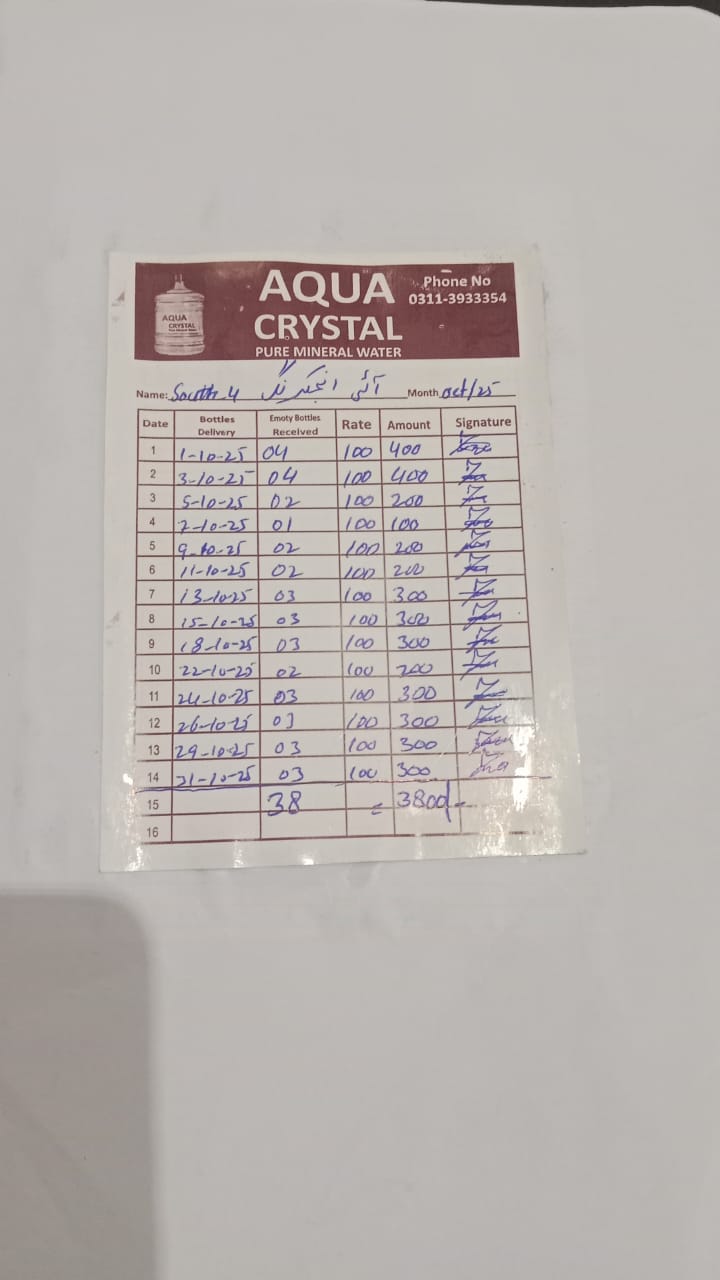 AQUA CRYSTAL
AQUA
CRYSTAL
PURE MINERAL WATER
Phone No
0311-3933354
Name: South-4 آئی Month Oct/25
Date Bottles Delivery Emoty Bottles Received Rate Amount Signature
1 1-10-25 04 100 400
2 3-10-25 04 100 400
3 5-10-25 02 100 200
4 7-10-25 01 100 100
5 9-10-25 02 100 200
6 11-10-25 02 100 200
7 13-10-25 03 100 300
8 15-10-25 03 100 300
9 18-10-25 03 100 300
10 22-10-25 02 100 200
11 24-10-25 03 100 300
12 26-10-25 03 100 300
13 29-10-25 03 100 300
14 31-10-25 03 100 300
15 38 = 3800/-
16